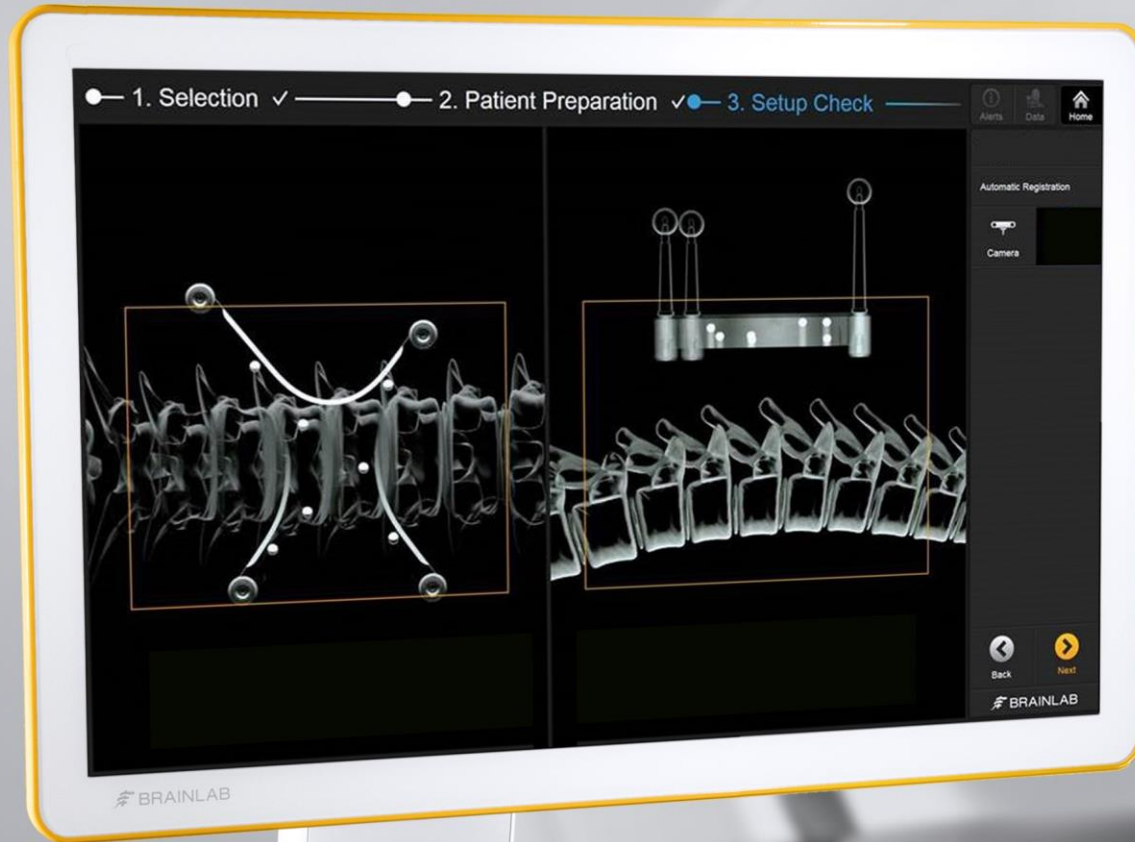 1. Selection ✓ 2. Patient Preparation ✓ 3. Setup Check
Alerts Data Home
Automatic Registration
Camera
Back Next
BRAINLAB
BRAINLAB